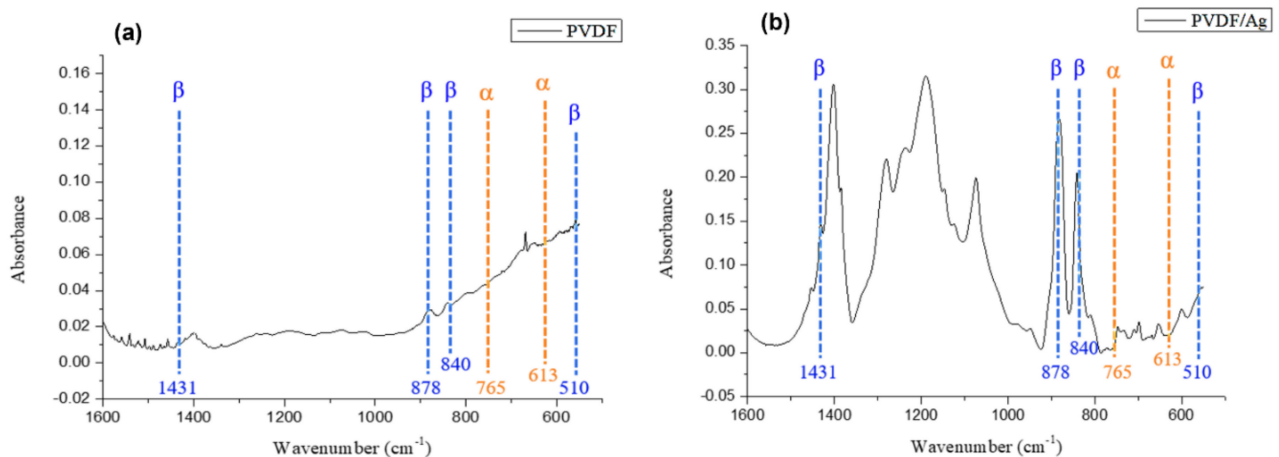 (a)
PVDF
0.16
0.14
0.12
0.10
0.08
0.06
0.04
0.02
0.00
-0.02
Absorbance
β
β
β
α
α
β
1431
878
840
765
613
510
1600
1400
1200
1000
800
600
Wavenumber (cm⁻¹)
(b)
PVDF/Ag
0.35
0.30
0.25
0.20
0.15
0.10
0.05
0.00
-0.05
Absorbance
β
β
β
α
α
β
1431
878
840
765
613
510
1600
1400
1200
1000
800
600
Wavenumber (cm⁻¹)